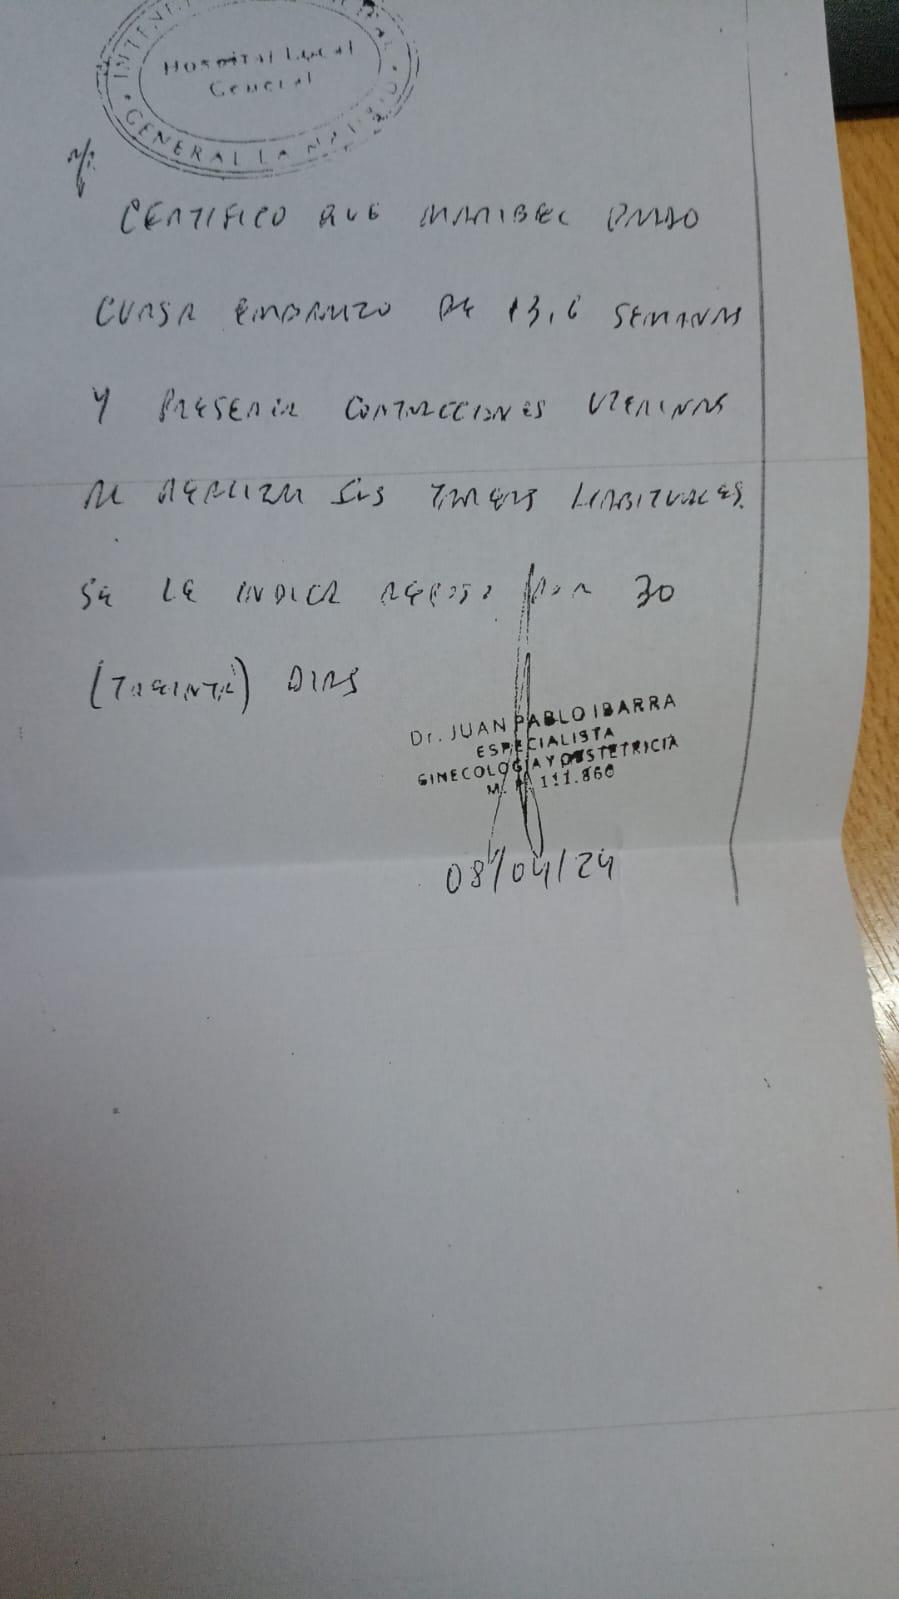 Hospital Local
General
GENERAL LA MADRID
CERTIFICO QUE MARIBEL
CURSA EMBARAZO DE 13,6 SEMANAS
Y PRESENTA CONTRACCIONES UTERINAS
AL REALIZAR SUS TAREAS HABITUALES.
SE LE INDICA REPOSO POR 30
(TREINTA) DIAS
Dr. JUAN PABLO IBARRA
ESPECIALISTA
GINECOLOGIA Y OBSTETRICIA
M. P. 111.860
08/04/24